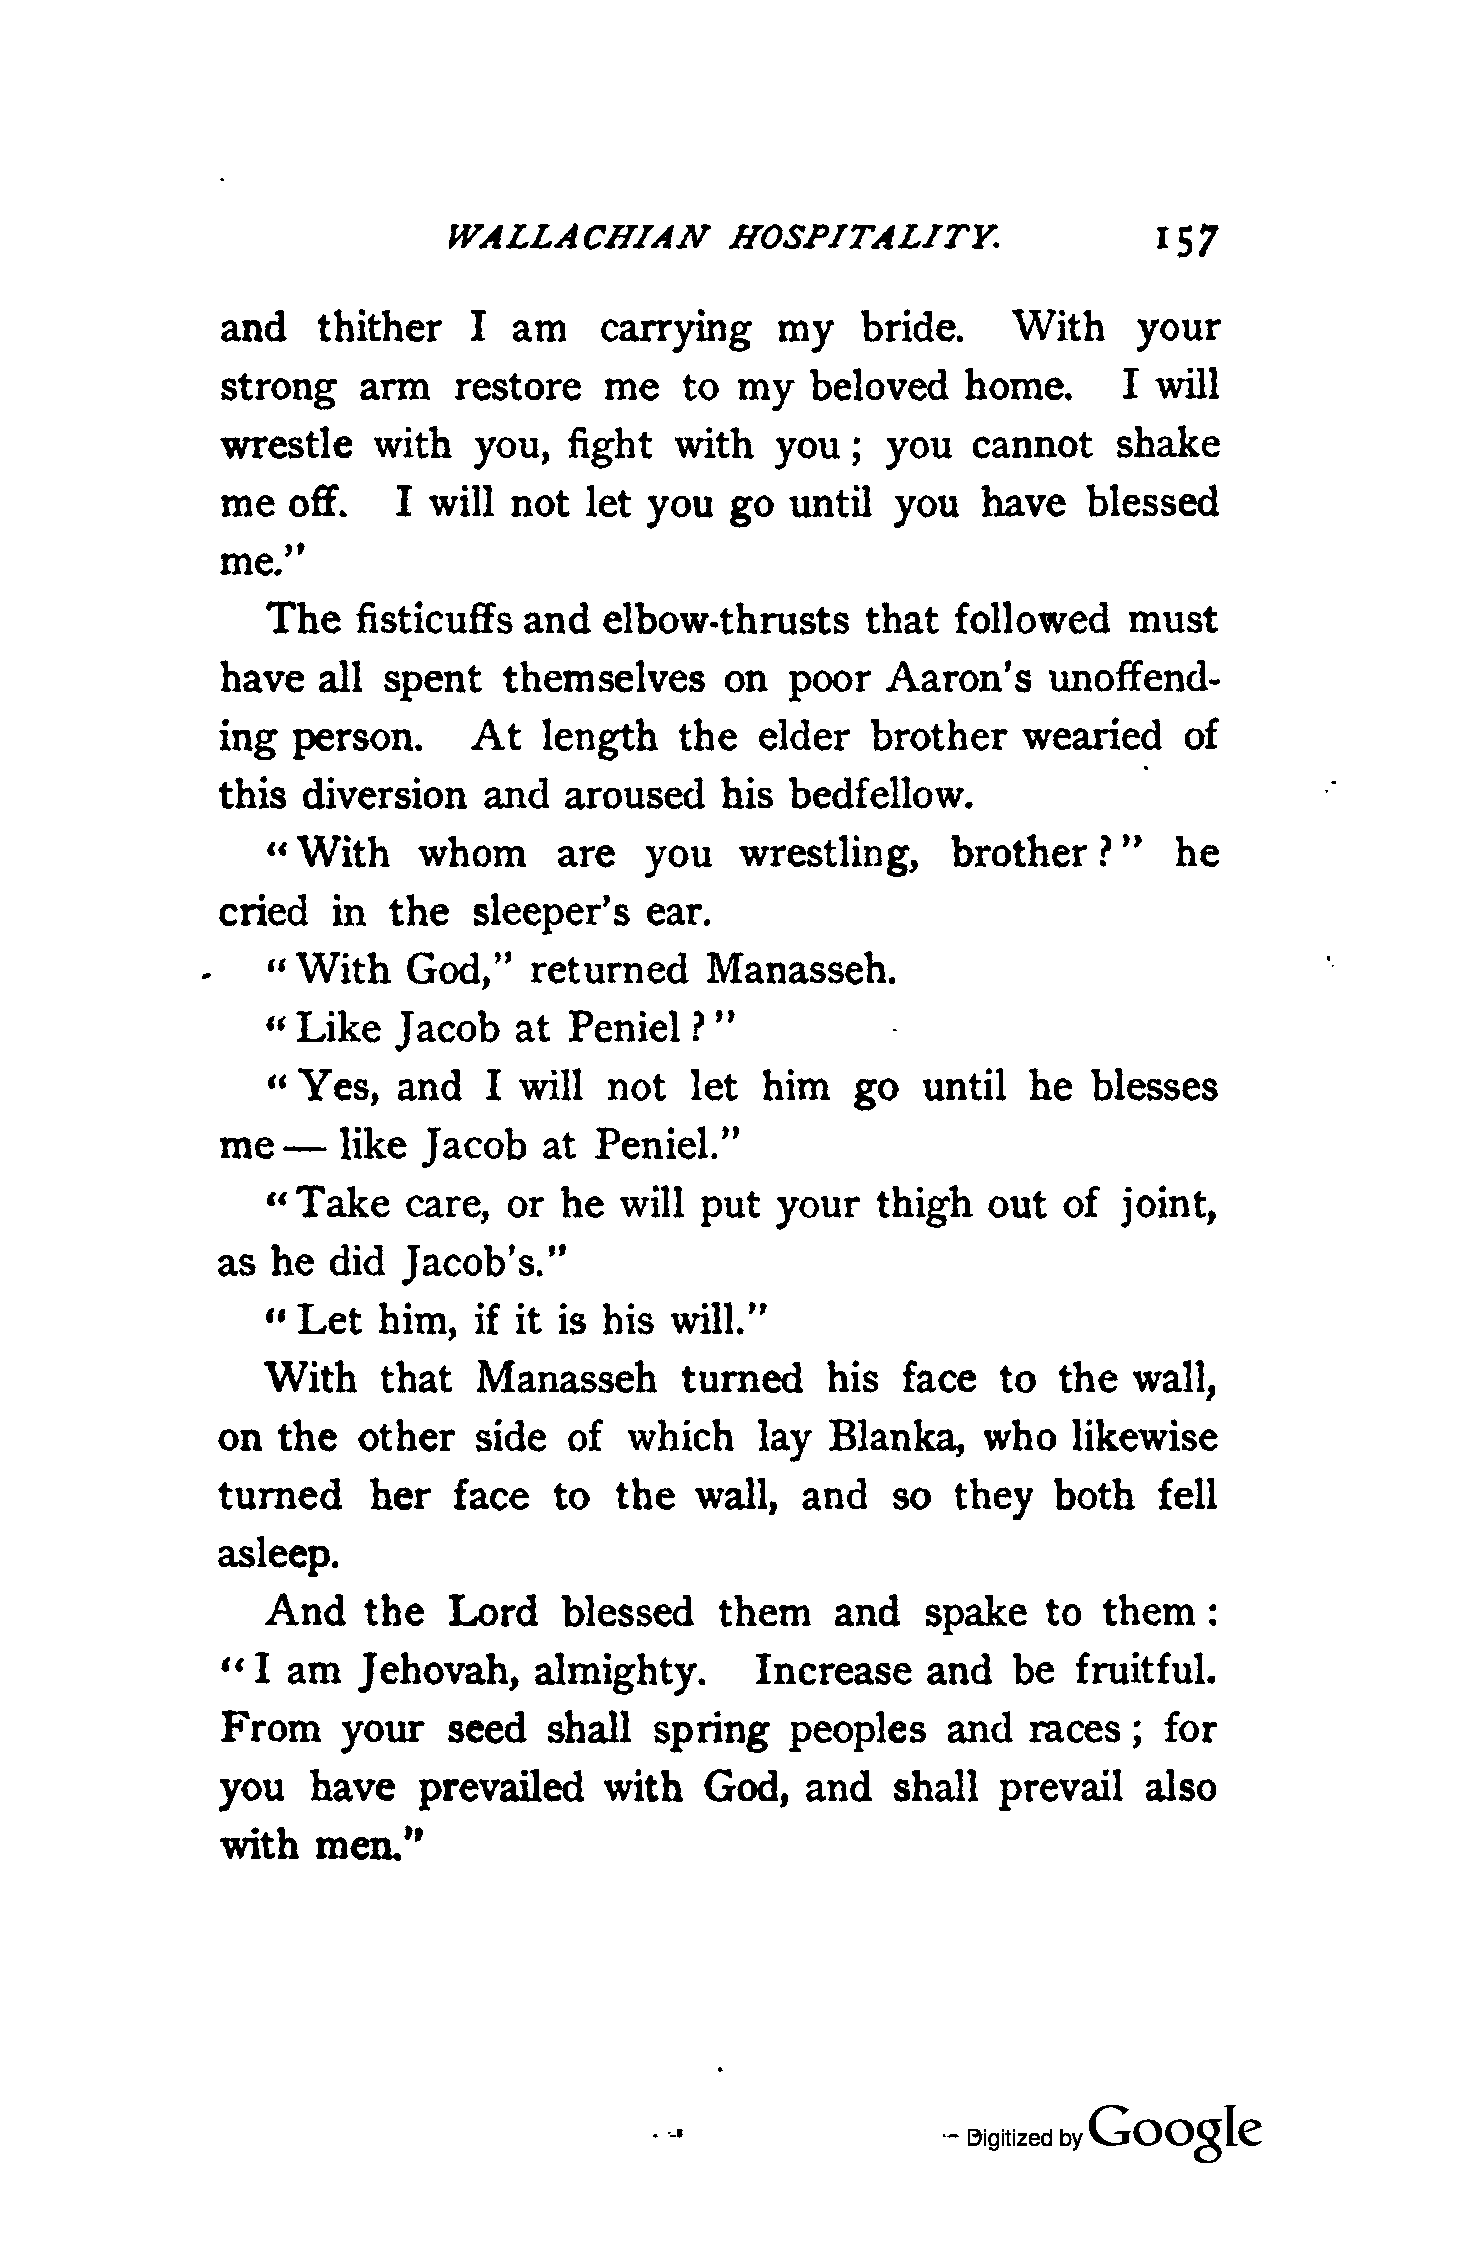 WALLACHIAN HOSPITALITY. 157
and thither I am carrying my bride. With your
strong arm restore me to my beloved home. I will
wrestle with you, fight with you ; you cannot shake
me off. I will not let you go until you have blessed
me."
The fisticuffs and elbow-thrusts that followed must
have all spent themselves on poor Aaron's unoffend-
ing person. At length the elder brother wearied of
this diversion and aroused his bedfellow.
"With whom are you wrestling, brother ? " he
cried in the sleeper's ear.
"With God," returned Manasseh.
"Like Jacob at Peniel ? "
"Yes, and I will not let him go until he blesses
me — like Jacob at Peniel."
"Take care, or he will put your thigh out of joint,
as he did Jacob's."
"Let him, if it is his will."
With that Manasseh turned his face to the wall,
on the other side of which lay Blanka, who likewise
turned her face to the wall, and so they both fell
asleep.
And the Lord blessed them and spake to them :
"I am Jehovah, almighty. Increase and be fruitful.
From your seed shall spring peoples and races ; for
you have prevailed with God, and shall prevail also
with men."
Digitized by Google